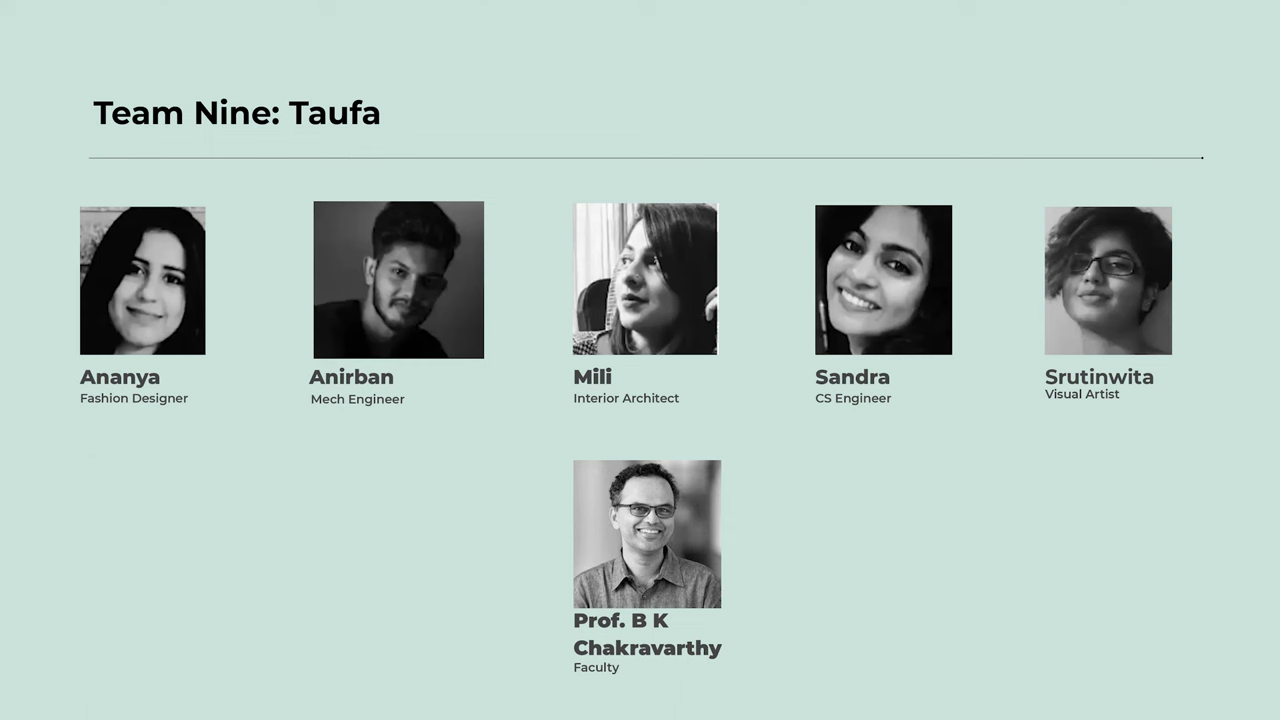 Team Nine: Taufa
Ananya
Fashion Designer
Anirban
Mech Engineer
Mili
Interior Architect
Sandra
CS Engineer
Srutinwita
Visual Artist
Prof. B K
Chakravarthy
Faculty